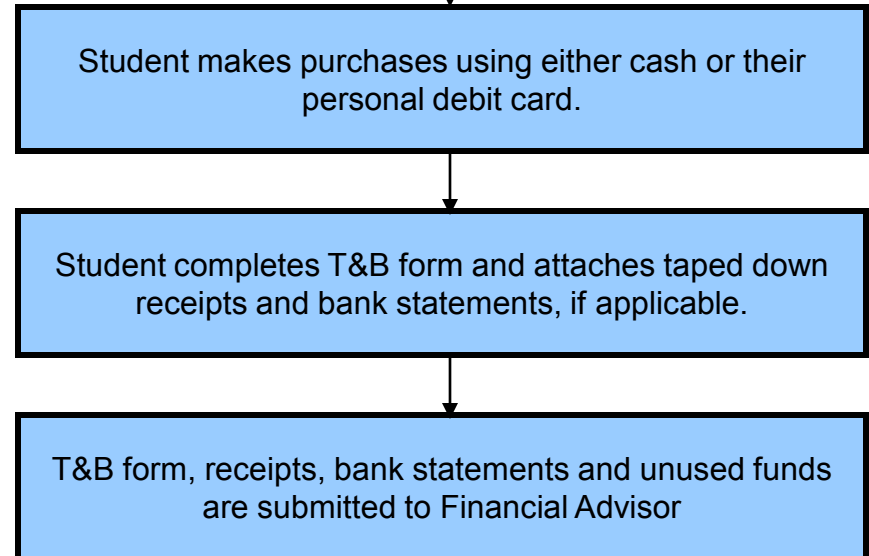 Student makes purchases using either cash or their
personal debit card.
Student completes T&B form and attaches taped down
receipts and bank statements, if applicable.
T&B form, receipts, bank statements and unused funds
are submitted to Financial Advisor